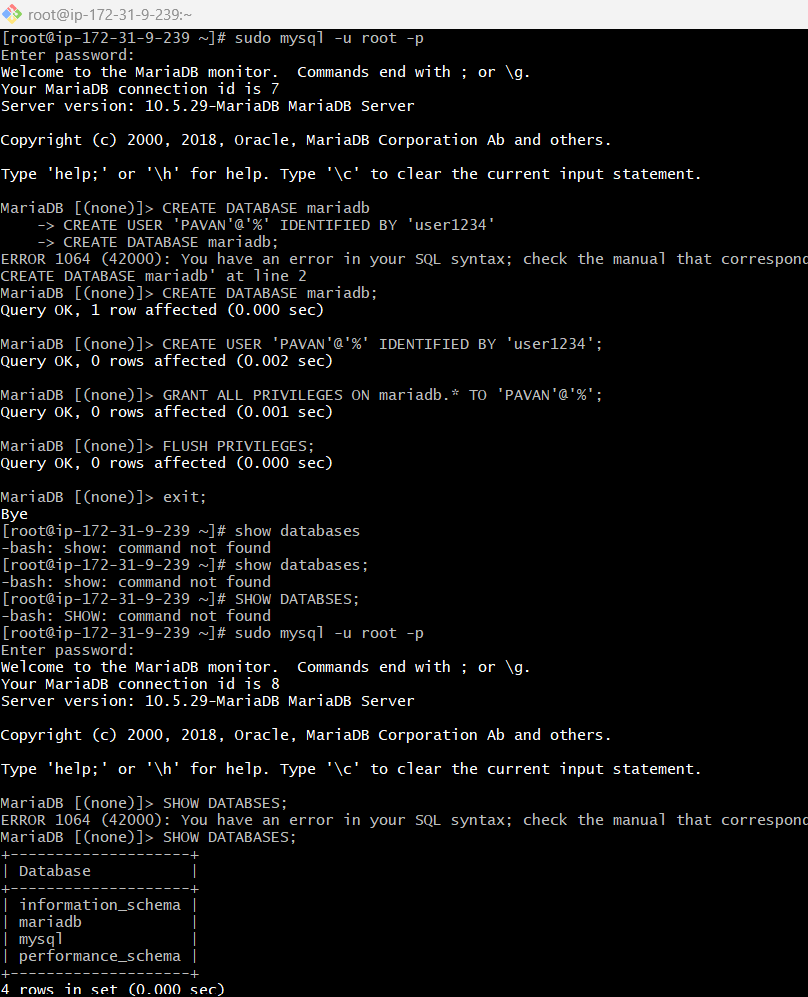 root@ip-172-31-9-239:~
[root@ip-172-31-9-239 ~]# sudo mysql -u root -p
Enter password:
Welcome to the MariaDB monitor.  Commands end with ; or \g.
Your MariaDB connection id is 7
Server version: 10.5.29-MariaDB MariaDB Server

Copyright (c) 2000, 2018, Oracle, MariaDB Corporation Ab and others.

Type 'help;' or '\h' for help. Type '\c' to clear the current input statement.

MariaDB [(none)]> CREATE DATABASE mariadb
    -> CREATE USER 'PAVAN'@'%' IDENTIFIED BY 'user1234'
    -> CREATE DATABASE mariadb;
ERROR 1064 (42000): You have an error in your SQL syntax; check the manual that correspond
CREATE DATABASE mariadb' at line 2
MariaDB [(none)]> CREATE DATABASE mariadb;
Query OK, 1 row affected (0.000 sec)

MariaDB [(none)]> CREATE USER 'PAVAN'@'%' IDENTIFIED BY 'user1234';
Query OK, 0 rows affected (0.002 sec)

MariaDB [(none)]> GRANT ALL PRIVILEGES ON mariadb.* TO 'PAVAN'@'%';
Query OK, 0 rows affected (0.001 sec)

MariaDB [(none)]> FLUSH PRIVILEGES;
Query OK, 0 rows affected (0.000 sec)

MariaDB [(none)]> exit;
Bye
[root@ip-172-31-9-239 ~]# show databases
-bash: show: command not found
[root@ip-172-31-9-239 ~]# show databases;
-bash: show: command not found
[root@ip-172-31-9-239 ~]# SHOW DATABSES;
-bash: SHOW: command not found
[root@ip-172-31-9-239 ~]# sudo mysql -u root -p
Enter password:
Welcome to the MariaDB monitor.  Commands end with ; or \g.
Your MariaDB connection id is 8
Server version: 10.5.29-MariaDB MariaDB Server

Copyright (c) 2000, 2018, Oracle, MariaDB Corporation Ab and others.

Type 'help;' or '\h' for help. Type '\c' to clear the current input statement.

MariaDB [(none)]> SHOW DATABSES;
ERROR 1064 (42000): You have an error in your SQL syntax; check the manual that correspond
MariaDB [(none)]> SHOW DATABASES;
+--------------------+
| Database           |
+--------------------+
| information_schema |
| mariadb            |
| mysql              |
| performance_schema |
+--------------------+
4 rows in set (0.000 sec)